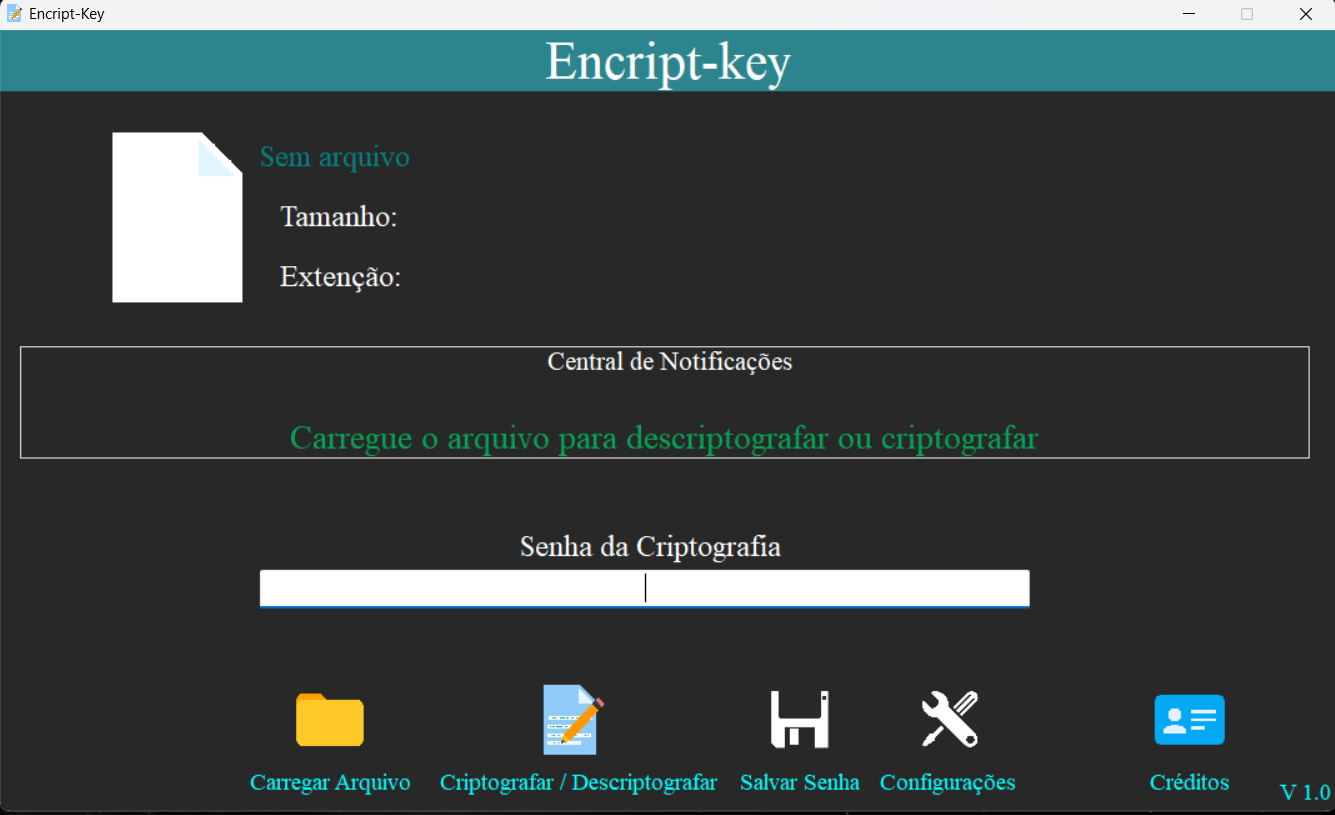 Encript-Key
Encript-key
Sem arquivo
Tamanho:
Extenção:
Central de Notificações
Carregue o arquivo para descriptografar ou criptografar
Senha da Criptografia
Carregar Arquivo
Criptografar / Descriptografar
Salvar Senha
Configurações
Créditos
V 1.0